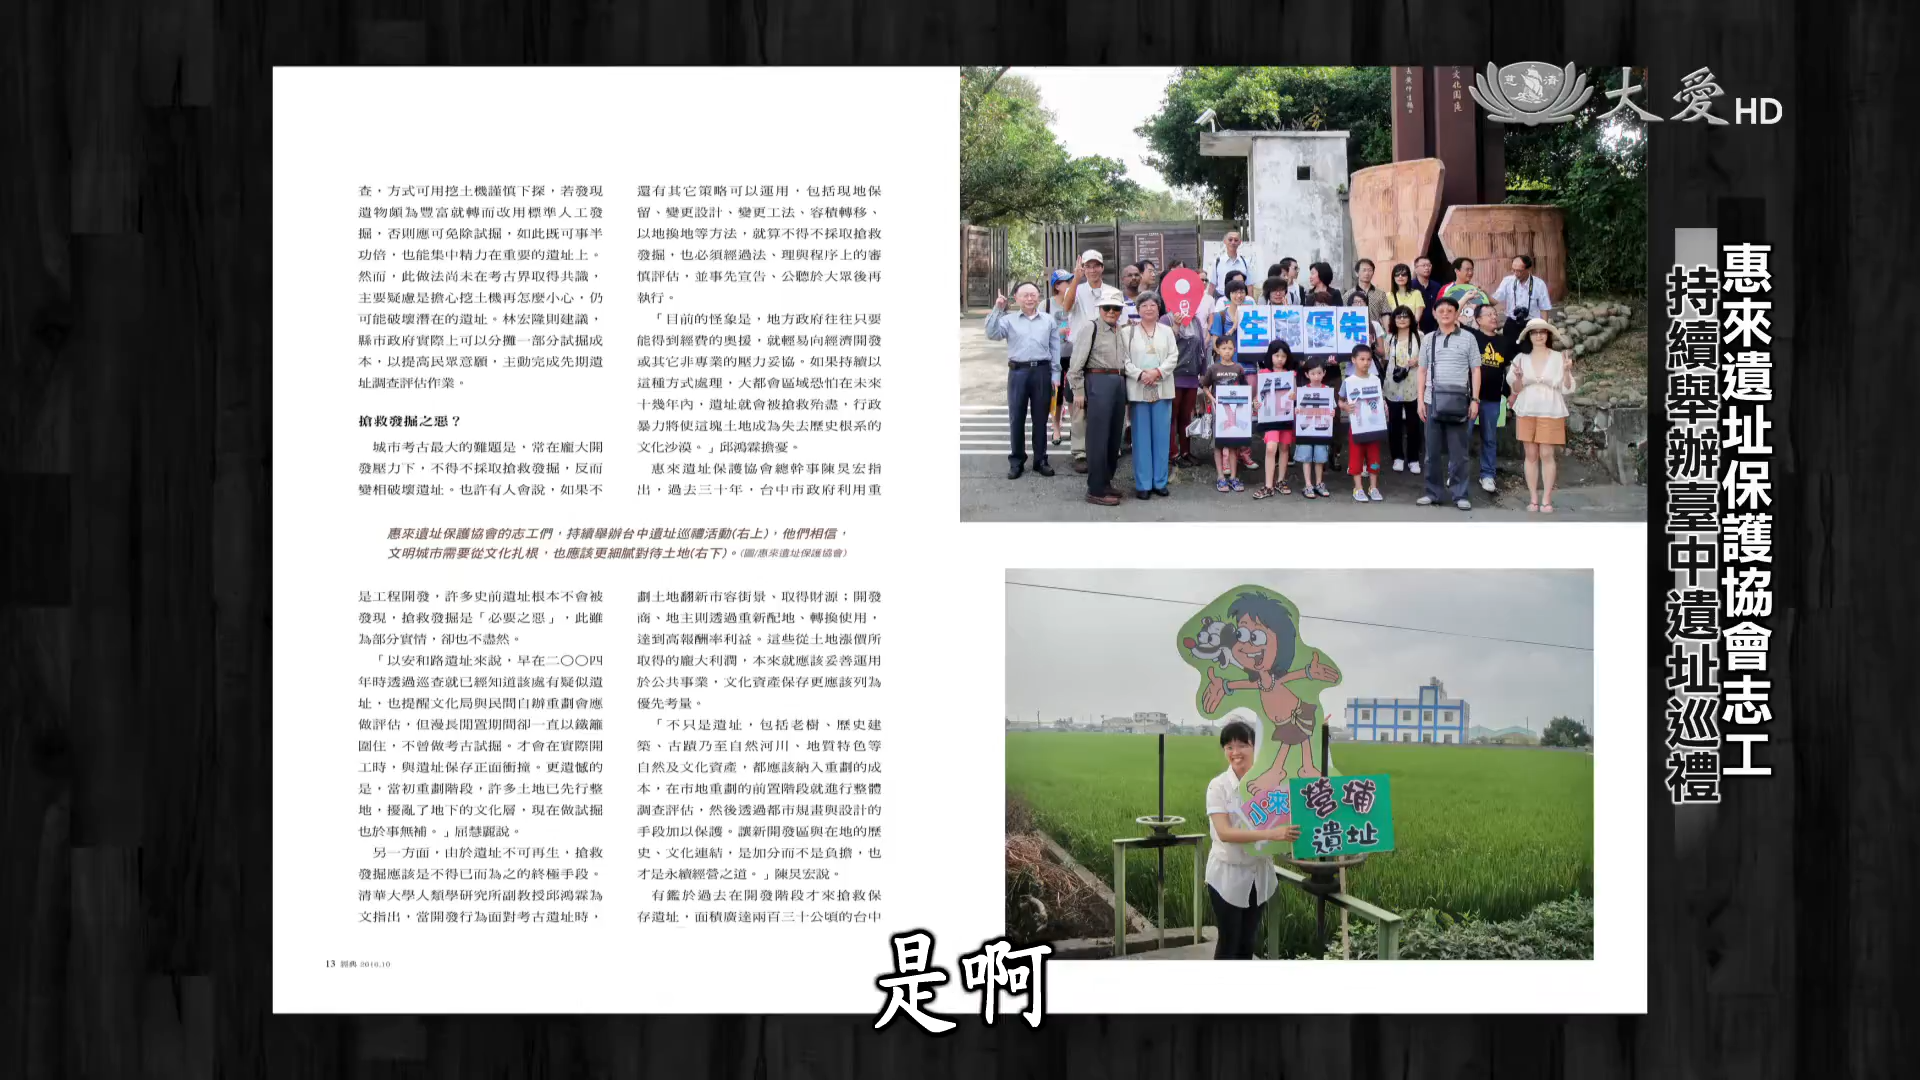 查，方式可用挖土機謹慎下探，若發現
遺物頗為豐富就轉而改用標準人工發
掘，否則應可免除試掘，如此既可事半
功倍，也能集中精力在重要的遺址上。
然而，此做法尚未在考古界取得共識，
主要疑慮是擔心挖土機再怎麼小心，仍
可能破壞潛在的遺址。林宏隆則建議，
縣市政府實際上可以分攤一部分試掘成
本，以提高民眾意願，主動完成先期遺
址調查評估作業。
搶救發掘之惡？
城市考古最大的難題是，常在龐大開
發壓力下，不得不採取搶救發掘，反而
變相破壞遺址。也許有人會說，如果不
還有其它策略可以運用，包括現地保
留、變更設計、變更工法、容積轉移、
以地換地等方法，就算不得不採取搶救
發掘，也必須經過法、理與程序上的審
慎評估，並事先宣告、公聽於大眾後再
執行。
「目前的怪象是，地方政府往往只要
能得到經費的奧援，就輕易向經濟開發
或其它非專業的壓力妥協。如果持續以
這種方式處理，大都會區域恐怕在未來
十幾年內，遺址就會被搶救殆盡，行政
暴力將使這塊土地成為失去歷史根系的
文化沙漠。」邱鴻霖擔憂。
惠來遺址保護協會總幹事陳炅宏指
出，過去三十年，台中市政府利用重
惠來遺址保護協會的志工們，持續舉辦台中遺址巡禮活動(右上)，他們相信，
文明城市需要從文化扎根，也應該更細膩對待土地(右下)。(圖/惠來遺址保護協會)
是工程開發，許多史前遺址根本不會被
發現，搶救發掘是「必要之惡」，此雖
為部分實情，卻也不盡然。
「以安和路遺址來說，早在二〇〇四
年時透過巡查就已經知道該處有疑似遺
址，也提醒文化局與民間自辦重劃會應
做評估，但漫長閒置期間卻一直以鐵籬
圍住，不曾做考古試掘。才會在實際開
工時，與遺址保存正面衝撞。更遺憾的
是，當初重劃階段，許多土地已先行整
地，擾亂了地下的文化層，現在做試掘
也於事無補。」屈慧麗說。
另一方面，由於遺址不可再生，搶救
發掘應該是不得已而為之的終極手段。
清華大學人類學研究所副教授邱鴻霖為
文指出，當開發行為面對考古遺址時，
劃土地翻新市容街景、取得財源；開發
商、地主則透過重新配地、轉換使用，
達到高報酬率利益。這些從土地漲價所
取得的龐大利潤，本來就應該妥善運用
於公共事業，文化資產保存更應該列為
優先考量。
「不只是遺址，包括老樹、歷史建
築、古蹟乃至自然河川、地質特色等
自然及文化資產，都應該納入重劃的成
本，在市地重劃的前置階段就進行整體
調查評估，然後透過都市規畫與設計的
手段加以保護。讓新開發區與在地的歷
史、文化連結，是加分而不是負擔，也
才是永續經營之道。」陳炅宏說。
有鑑於過去在開發階段才來搶救保
存遺址，面積廣達兩百三十公頃的台中
13 經典 2016.10
生態優先
文化先行
小來
營埔
遺址
慈濟
大愛HD
惠來遺址保護協會志工
持續舉辦臺中遺址巡禮
是啊